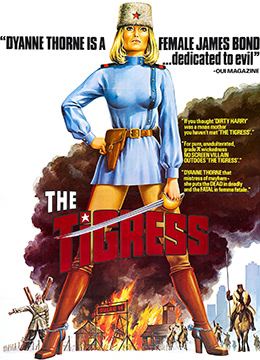 "DYANNE THORNE IS A
FEMALE JAMES BOND
...dedicated to evil"
-OUI MAGAZINE
"If you thought 'DIRTY HARRY'
was a mean mother
you haven't met 'THE TIGRESS'."
"For pure, unadulterated,
grade 'A' wickedness
NO SCREEN VILLAIN
OUTDOES 'THE TIGRESS'."
"DYANNE THORNE that
mistress of mayhem-
she puts the DEAD in deadly
and the FATAL in femme fatale."
THE
TIGRESS